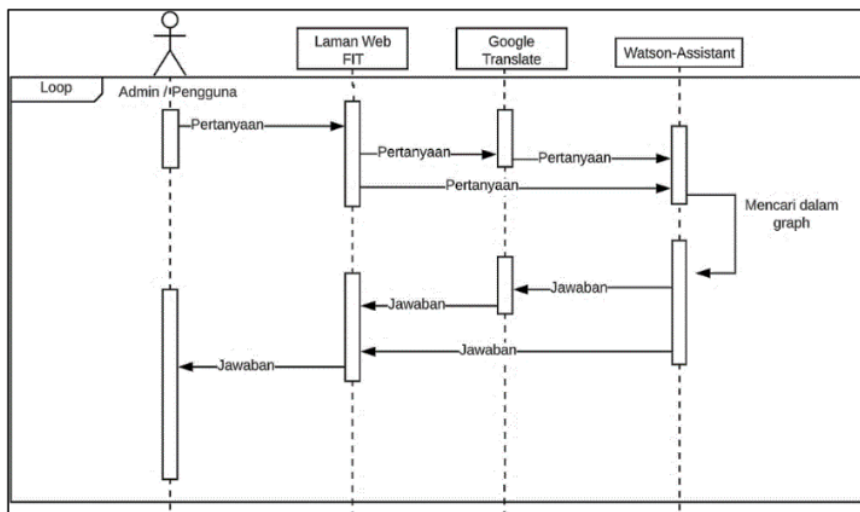 Laman Web
FIT
Google
Translate
Watson-Assistant
Loop
Admin / Pengguna
Pertanyaan
Pertanyaan
Pertanyaan
Pertanyaan
Mencari dalam
graph
Jawaban
Jawaban
Jawaban
Jawaban